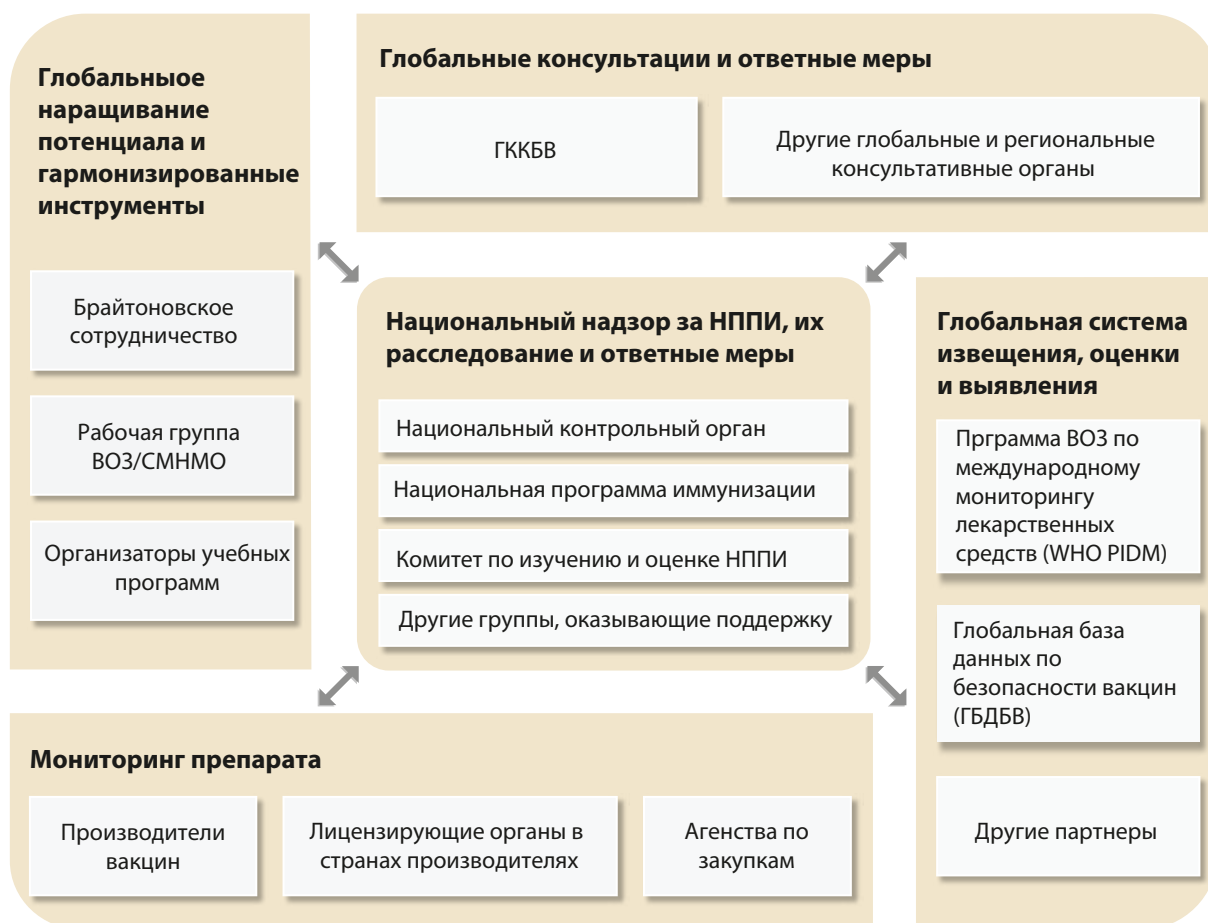 Глобальныое
наращивание
потенциала и
гармонизированные
инструменты
Брайтоновское
сотрудничество
Рабочая группа
ВОЗ/СМНМО
Организаторы учебных
программ
Глобальные консультации и ответные меры
ГККБВ
Другие глобальные и региональные
консультативные органы
Национальный надзор за НППИ, их
расследование и ответные меры
Национальный контрольный орган
Национальная программа иммунизации
Комитет по изучению и оценке НППИ
Другие группы, оказывающие поддержку
Глобальная система
извещения, оценки
и выявления
Прграмма ВОЗ по
международному
мониторингу
лекарственных
средств (WHO PIDM)
Глобальная база
данных по
безопасности вакцин
(ГБДБВ)
Другие партнеры
Мониторинг препарата
Производители
вакцин
Лицензирующие органы в
странах производителях
Агенства по
закупкам